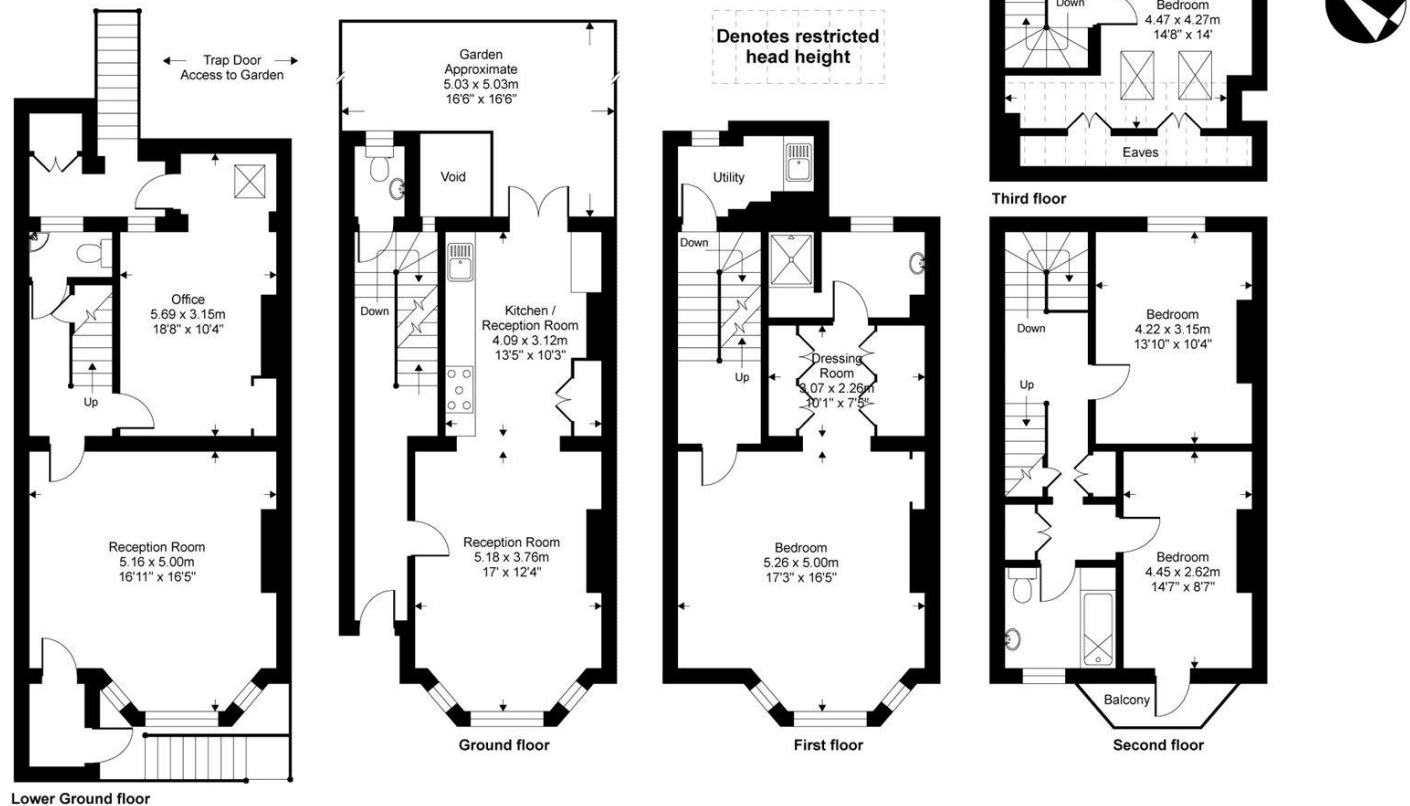 Trap Door
Access to Garden
Office
5.69 x 3.15m
18'8" x 10'4"
Up
Reception Room
5.16 x 5.00m
16'11" x 16'5"
Lower Ground floor
Garden
Approximate
5.03 x 5.03m
16'6" x 16'6"
Void
Down
Kitchen /
Reception Room
4.09 x 3.12m
13'5" x 10'3"
Reception Room
5.18 x 3.76m
17' x 12'4"
Ground floor
Denotes restricted
head height
Utility
Down
Up
Dressing
Room
3.07 x 2.26m
10'1" x 7'5"
Bedroom
5.26 x 5.00m
17'3" x 16'5"
First floor
Down
Bedroom
4.47 x 4.27m
14'8" x 14'
Eaves
Third floor
Down
Up
Bedroom
4.22 x 3.15m
13'10" x 10'4"
Bedroom
4.45 x 2.62m
14'7" x 8'7"
Balcony
Second floor